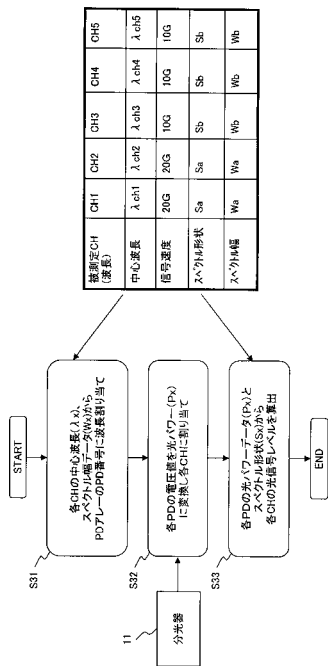 START
S31
各CHの中心波長(λx)、
スペクトル幅データ(Wx)から
PDアレーのPD番号に波長割り当て
11
分光器
S32
各PDの電圧値を光パワー(Px)
に変換し各CHに割り当て
S33
各PDの光パワーデータ(Px)と
スペクトル形状(Sx)から
各CHの光信号レベルを算出
END
被測定CH
(波長) CH1 CH2 CH3 CH4 CH5
中心波長 λch1 λch2 λch3 λch4 λch5
信号速度 20G 20G 10G 10G 10G
スペクトル形状 Sa Sa Sb Sb Sb
スペクトル幅 Wa Wa Wb Wb Wb